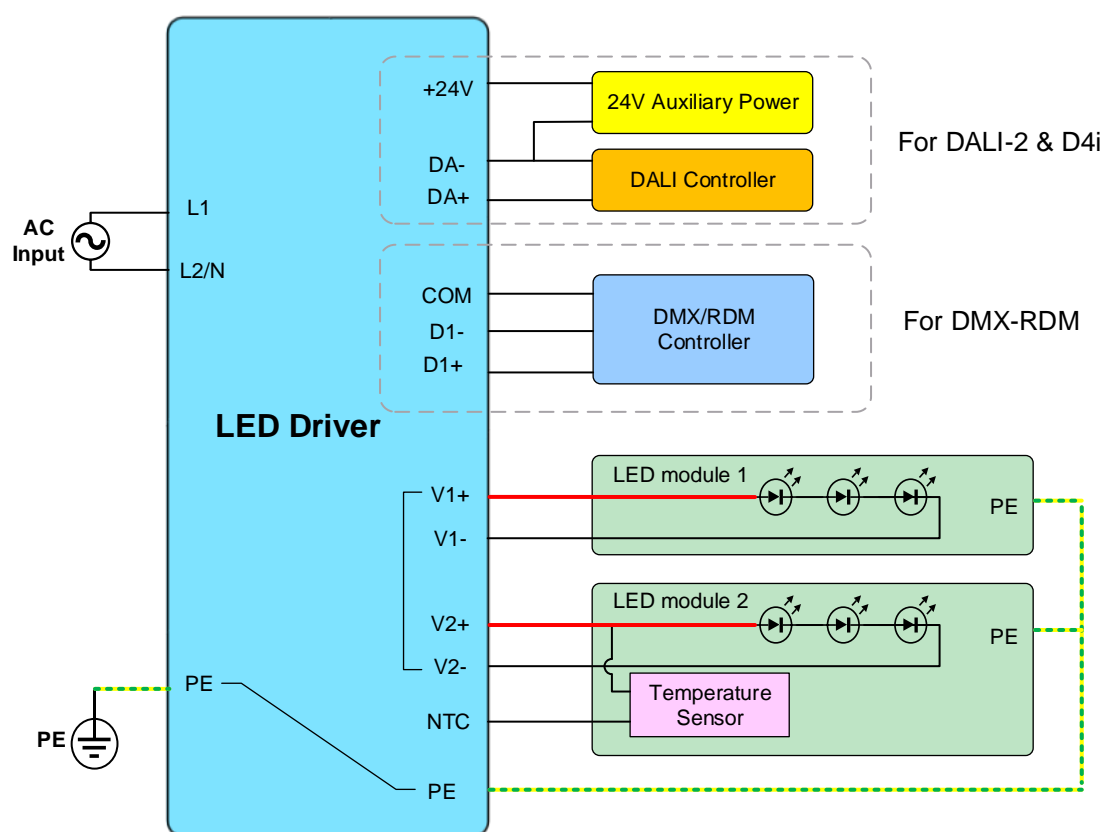 +24V
24V Auxiliary Power
For DALI-2 & D4i
DA-
DA+
DALI Controller
L1
AC
Input
L2/N
COM
D1-
D1+
DMX/RDM
Controller
For DMX-RDM
LED Driver
LED module 1
V1+
V1-
PE
LED module 2
V2+
V2-
PE
Temperature
Sensor
NTC
PE
PE
PE